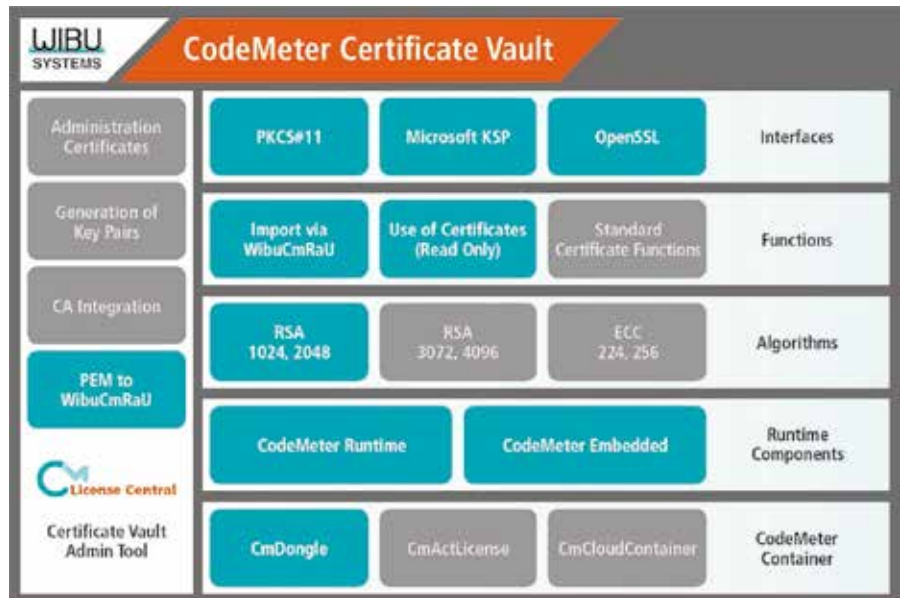 WIBU
SYSTEMS
CodeMeter Certificate Vault
Administration
Certificates
Generation of
Key Pairs
CA Integration
PEM to
WibuCmRaU
CM
License Central
Certificate Vault
Admin Tool
PKCS#11
Microsoft KSP
OpenSSL
Interfaces
Import via
WibuCmRaU
Use of Certificates
(Read Only)
Standard
Certificate Functions
Functions
RSA
1024, 2048
RSA
3072, 4096
ECC
224, 256
Algorithms
CodeMeter Runtime
CodeMeter Embedded
Runtime
Components
CmDongle
CmActLicense
CmCloudContainer
CodeMeter
Container